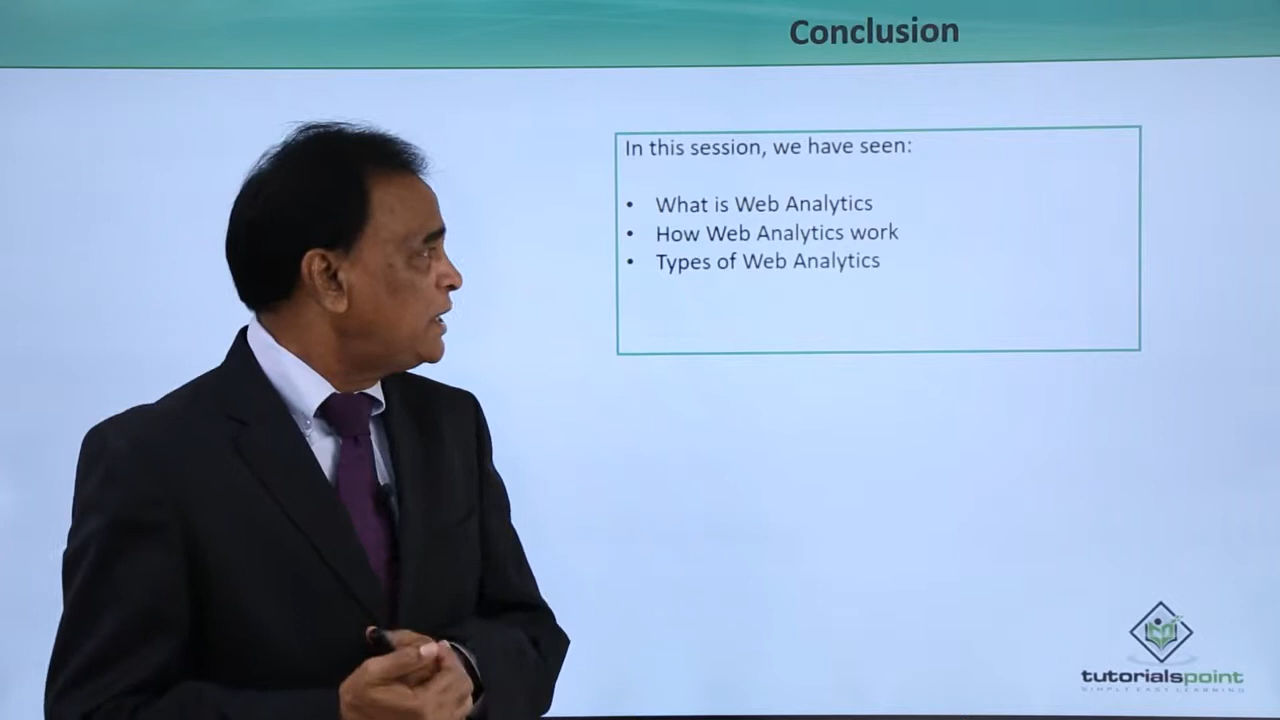 Conclusion
In this session, we have seen:
• What is Web Analytics
• How Web Analytics work
• Types of Web Analytics
tutorialspoint
SIMPLY EASY LEARNING